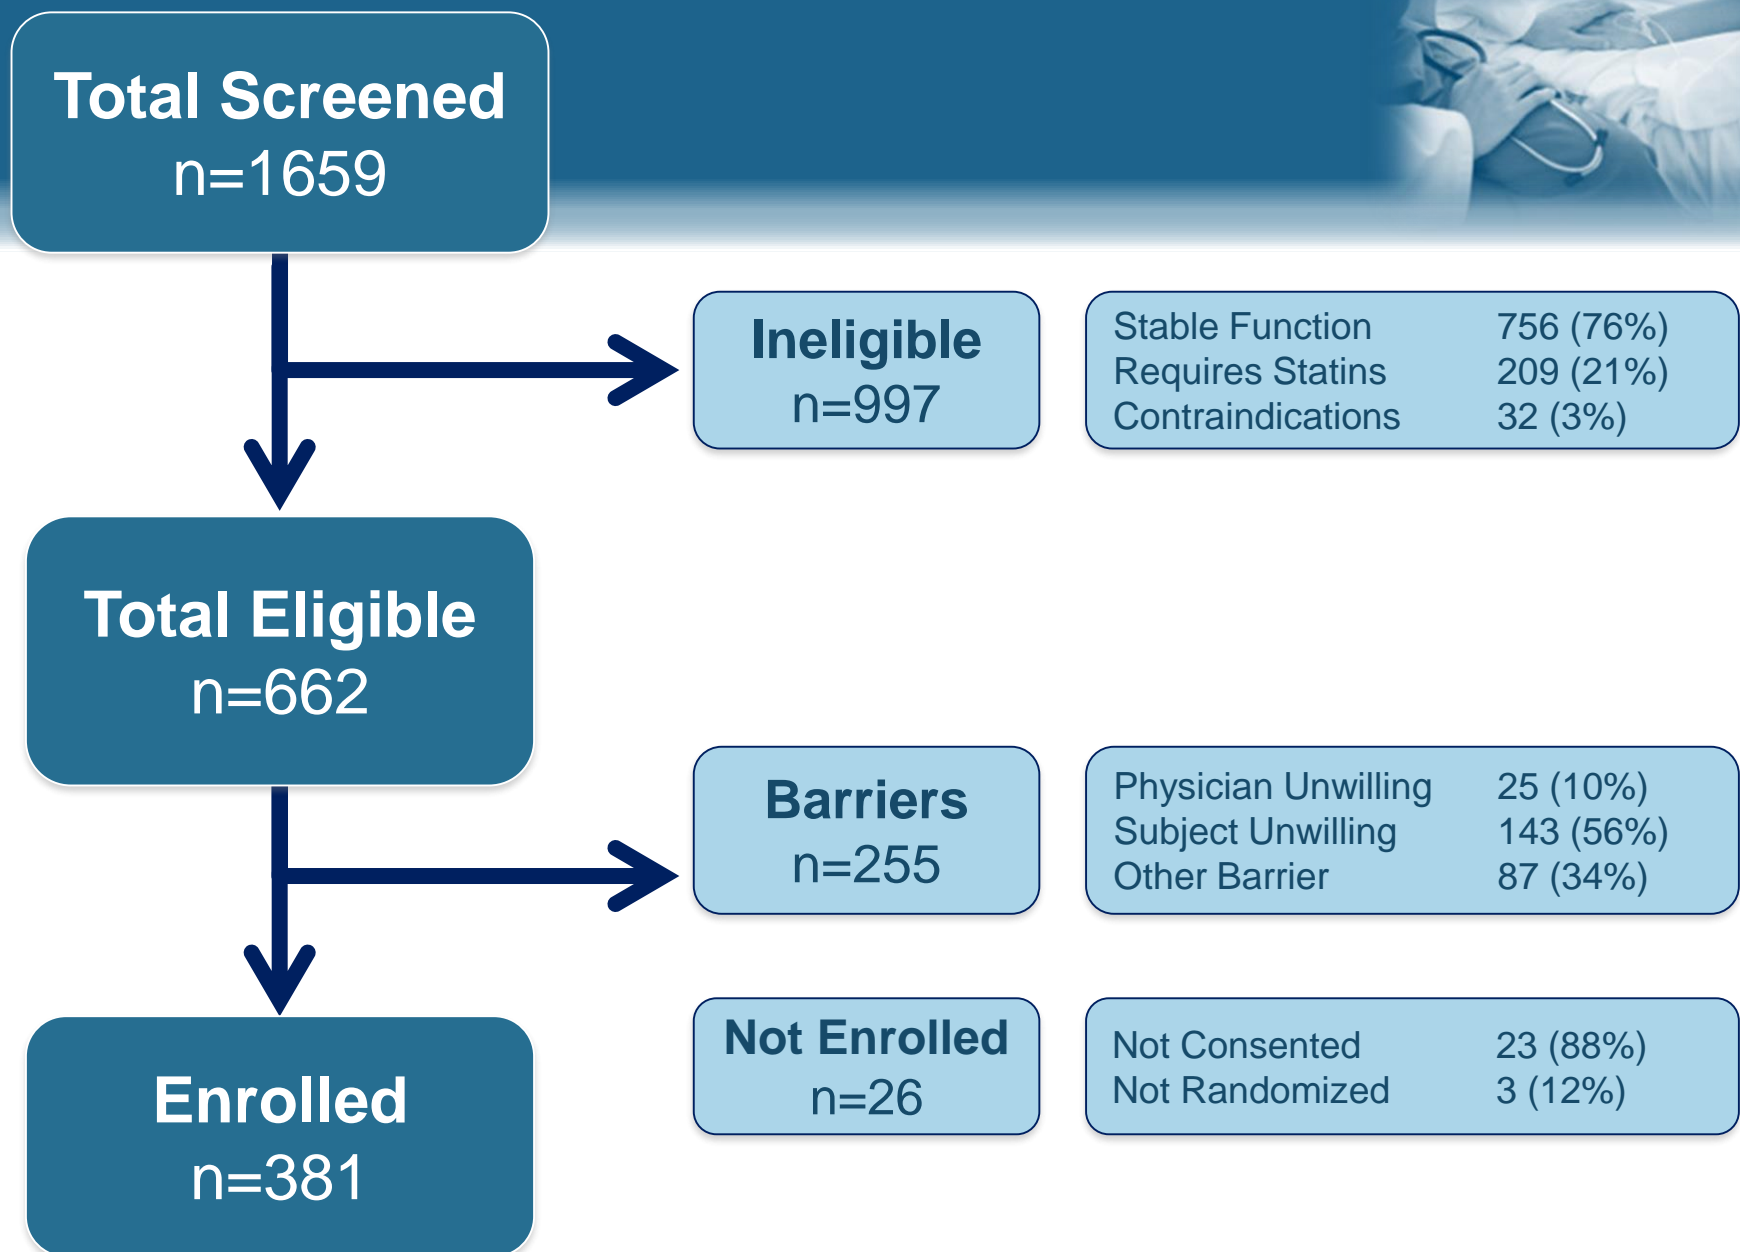 Total Screened
n=1659
Ineligible
n=997
Stable Function 756 (76%)
Requires Statins 209 (21%)
Contraindications 32 (3%)
Total Eligible
n=662
Barriers
n=255
Physician Unwilling 25 (10%)
Subject Unwilling 143 (56%)
Other Barrier 87 (34%)
Not Enrolled
n=26
Not Consented 23 (88%)
Not Randomized 3 (12%)
Enrolled
n=381